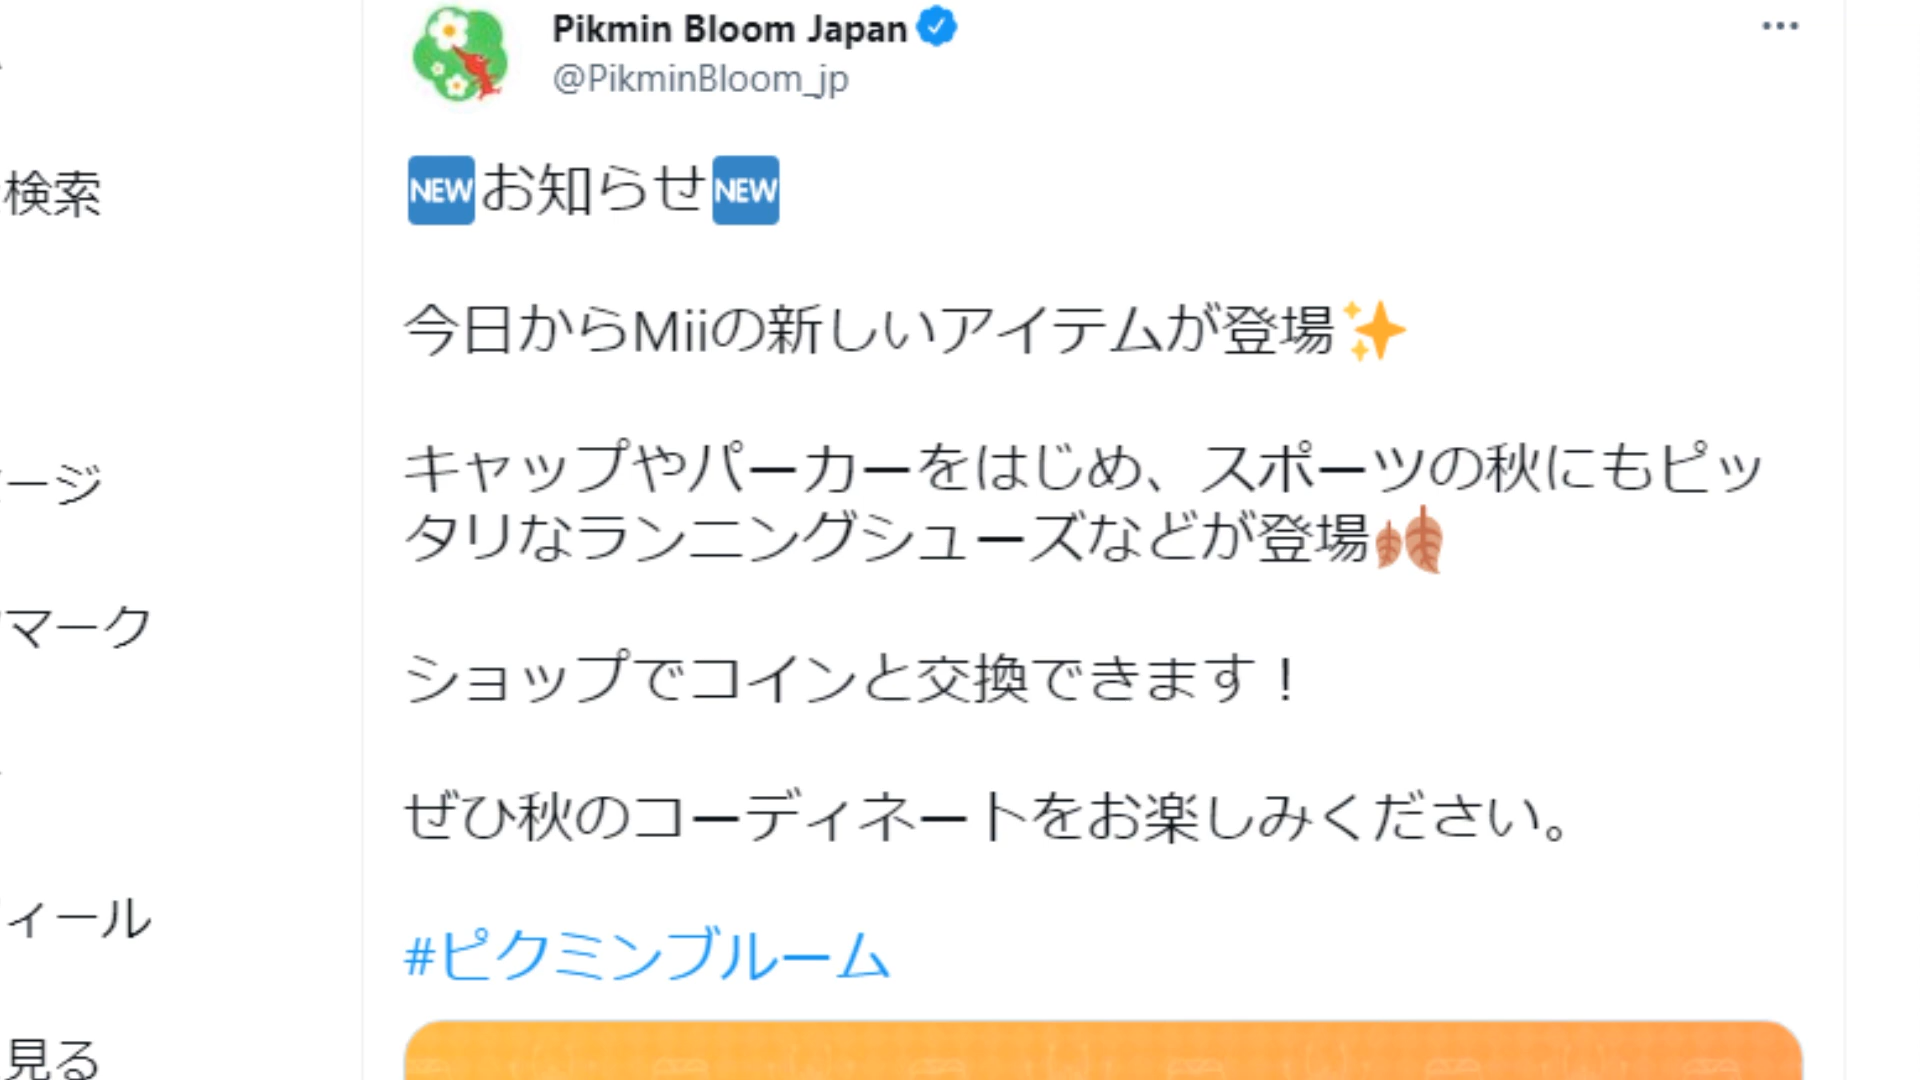 Pikmin Bloom Japan
@PikminBloom_jp
🆕お知らせ🆕
今日からMiiの新しいアイテムが登場✨
キャップやパーカーをはじめ、スポーツの秋にもピッ
タリなランニングシューズなどが登場🍂
ショップでコインと交換できます！
ぜひ秋のコーディネートをお楽しみください。
#ピクミンブルーム
検索
ージ
マーク
ィール
見る